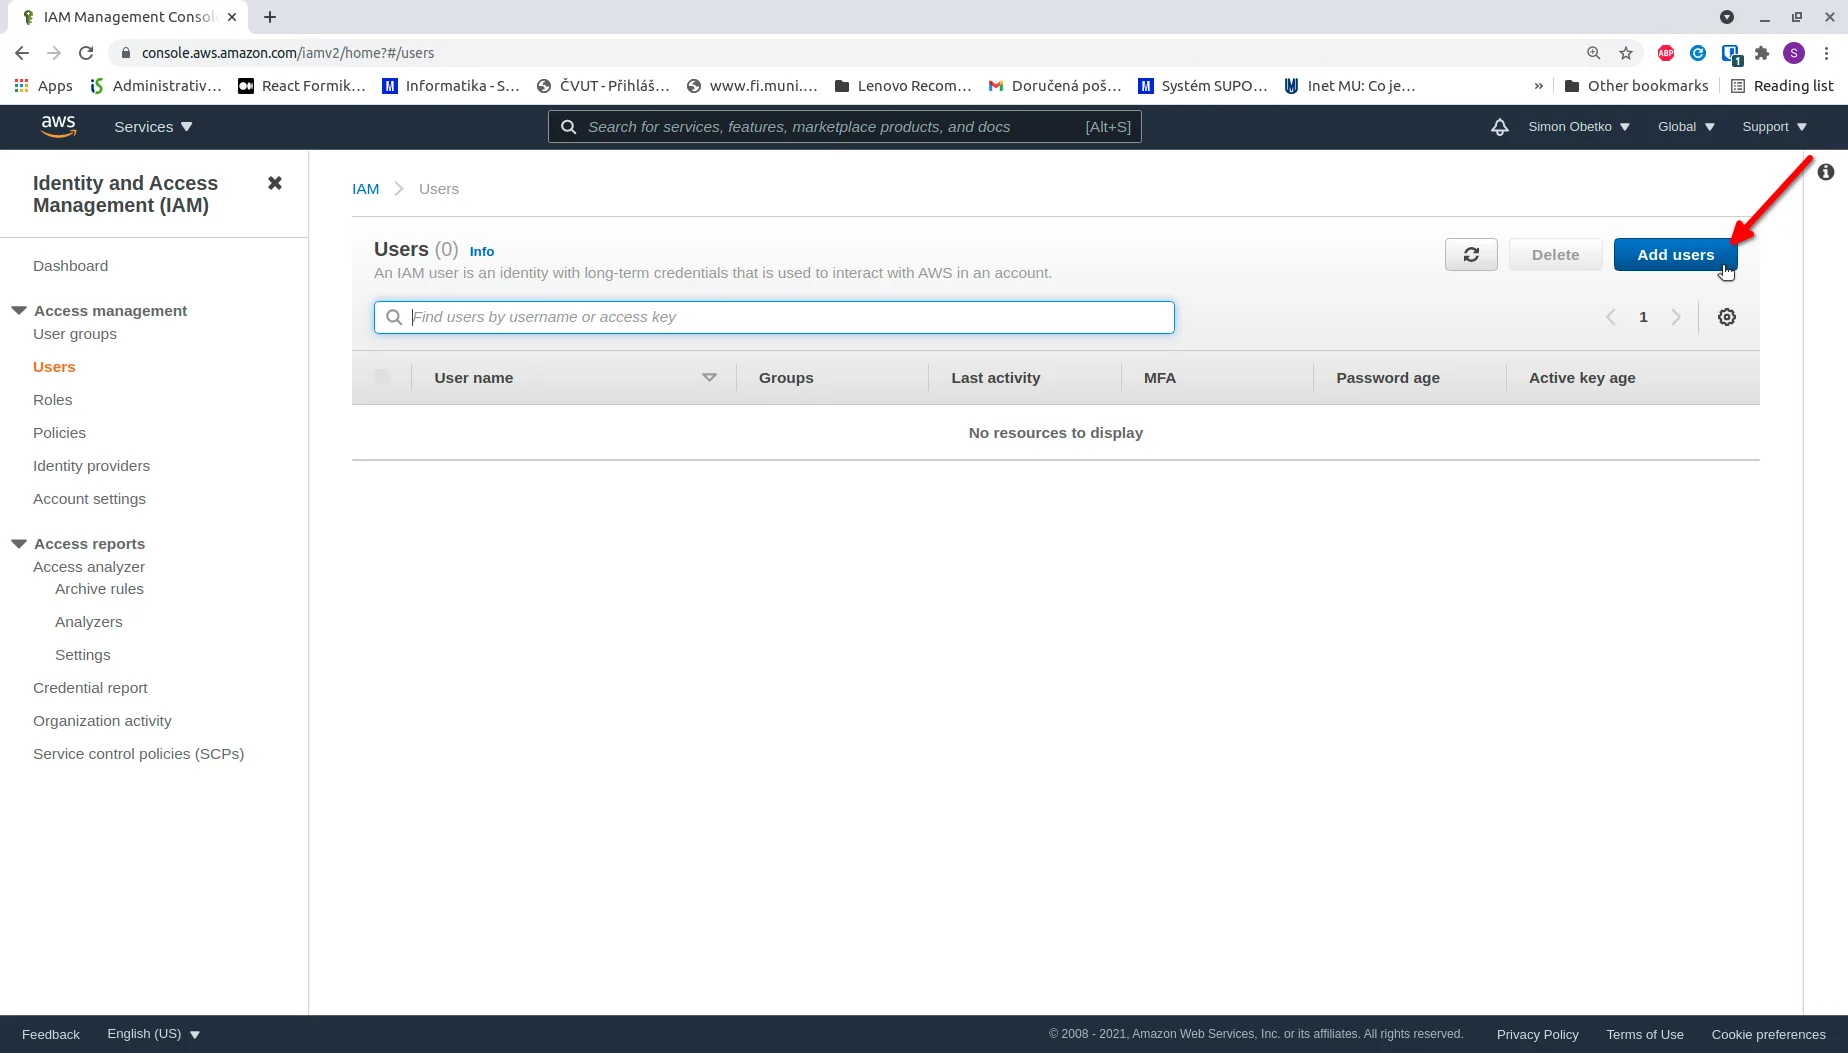 IAM Management Consol
console.aws.amazon.com/iamv2/home?#/users
ABP
1
S
Apps
Administrativ...
React Formik...
M Informatika - S...
ČVUT - Přihláš...
www.fi.muni....
Lenovo Recom...
Doručená poš...
M Systém SUPO...
Inet MU: Co je...
»
Other bookmarks
Reading list
aws
Services
Search for services, features, marketplace products, and docs
[Alt+S]
Simon Obetko
Global
Support
Identity and Access
Management (IAM)
Dashboard
Access management
User groups
Users
Roles
Policies
Identity providers
Account settings
Access reports
Access analyzer
Archive rules
Analyzers
Settings
Credential report
Organization activity
Service control policies (SCPs)
IAM
Users
Users (0) Info
An IAM user is an identity with long-term credentials that is used to interact with AWS in an account.
Delete
Add users
Find users by username or access key
1
User name
Groups
Last activity
MFA
Password age
Active key age
No resources to display
Feedback
English (US)
© 2008 - 2021, Amazon Web Services, Inc. or its affiliates. All rights reserved.
Privacy Policy
Terms of Use
Cookie preferences